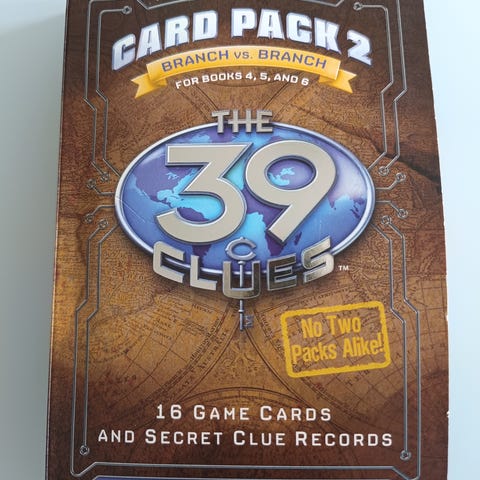 CARD PACK 2
BRANCH VS. BRANCH
FOR BOOKS 4, 5, AND 6
THE
39
CLUES™
No Two
Packs Alike!
16 GAME CARDS
AND SECRET CLUE RECORDS